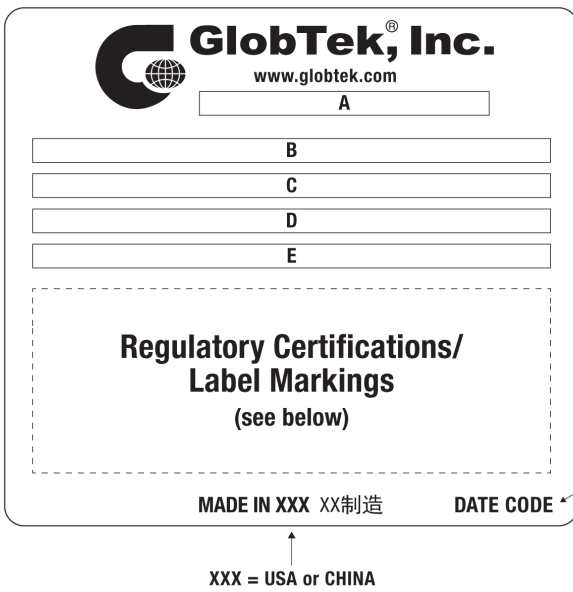 GlobTek,® Inc.
www.globtek.com
A
B
C
D
E
Regulatory Certifications/
Label Markings
(see below)
MADE IN XXX XX制造 DATE CODE
XXX = USA or CHINA